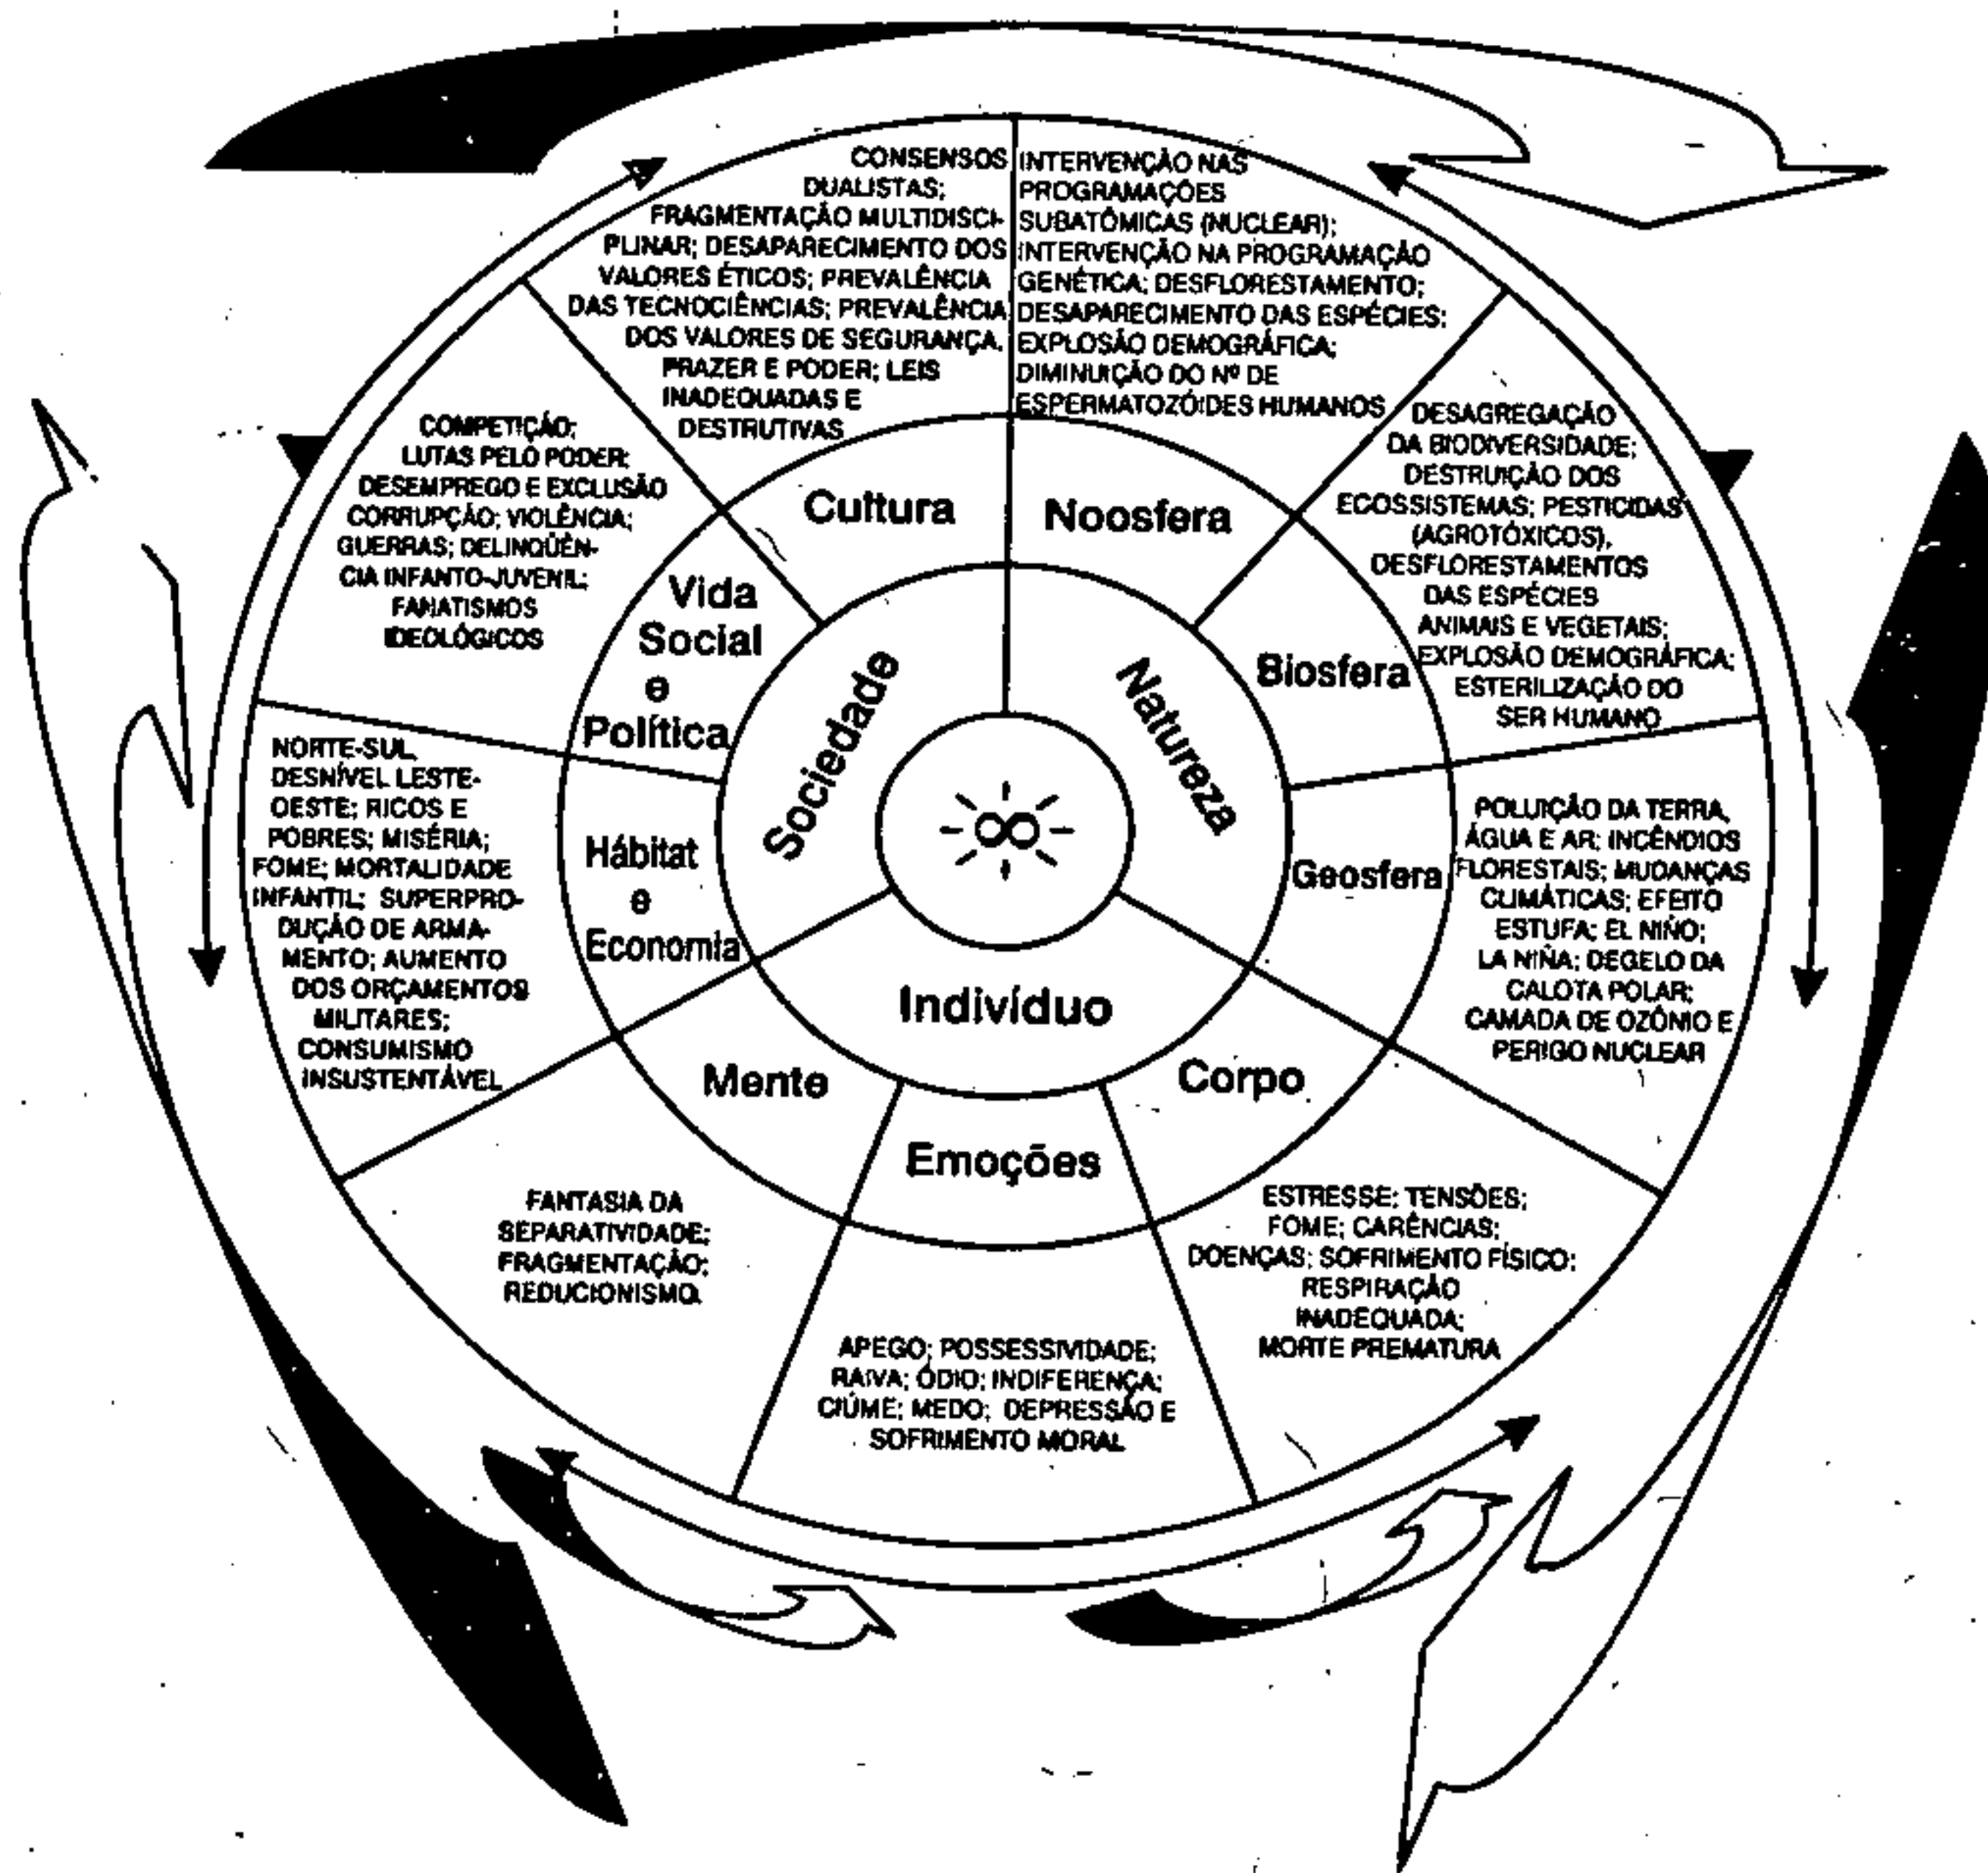 CONSENSOS
DUALISTAS;
FRAGMENTAÇÃO MULTIDISCI-
PLINAR; DESAPARECIMENTO DOS
VALORES ÉTICOS; PREVALÊNCIA
DAS TECNOCIÊNCIAS; PREVALÊNCIA
DOS VALORES DE SEGURANÇA,
PRAZER E PODER; LEIS
INADEQUADAS E
DESTRUTIVAS
INTERVENÇÃO NAS
PROGRAMAÇÕES
SUBATÔMICAS (NUCLEAR);
INTERVENÇÃO NA PROGRAMAÇÃO
GENÉTICA; DESFLORESTAMENTO;
DESAPARECIMENTO DAS ESPÉCIES;
EXPLOSÃO DEMOGRÁFICA;
DIMINUIÇÃO DO Nº DE
ESPERMATOZÓIDES HUMANOS
DESAGREGAÇÃO
DA BIODIVERSIDADE;
DESTRUIÇÃO DOS
ECOSSISTEMAS; PESTICIDAS
(AGROTÓXICOS),
DESFLORESTAMENTOS
DAS ESPÉCIES
ANIMAIS E VEGETAIS;
EXPLOSÃO DEMOGRÁFICA;
ESTERILIZAÇÃO DO
SER HUMANO
POLUIÇÃO DA TERRA,
ÁGUA E AR; INCÊNDIOS
FLORESTAIS; MUDANÇAS
CLIMÁTICAS; EFEITO
ESTUFA; EL NIÑO;
LA NIÑA; DEGELO DA
CALOTA POLAR;
CAMADA DE OZÔNIO E
PERIGO NUCLEAR
ESTRESSE; TENSÕES;
FOME; CARÊNCIAS;
DOENÇAS; SOFRIMENTO FÍSICO;
RESPIRAÇÃO
INADEQUADA;
MORTE PREMATURA
APEGO; POSSESSIVIDADE;
RAIVA; ÓDIO; INDIFERENÇA;
CIÚME; MEDO; DEPRESSÃO E
SOFRIMENTO MORAL
FANTASIA DA
SEPARATIVIDADE;
FRAGMENTAÇÃO;
REDUCIONISMO.
NORTE-SUL
DESNÍVEL LESTE-
OESTE; RICOS E
POBRES; MISÉRIA;
FOME; MORTALIDADE
INFANTIL; SUPERPRO-
DUÇÃO DE ARMA-
MENTO; AUMENTO
DOS ORÇAMENTOS
MILITARES;
CONSUMISMO
INSUSTENTÁVEL
COMPETIÇÃO;
LUTAS PELO PODER;
DESEMPREGO E EXCLUSÃO
CORRUPÇÃO; VIOLÊNCIA;
GUERRAS; DELINQÜÊN-
CIA INFANTO-JUVENIL;
FANATISMOS
IDEOLÓGICOS
Cultura
Noosfera
Biosfera
Geosfera
Corpo
Emoções
Mente
Hábitat
e
Economia
Vida
Social
e
Política
Sociedade
Natureza
Indivíduo
∞